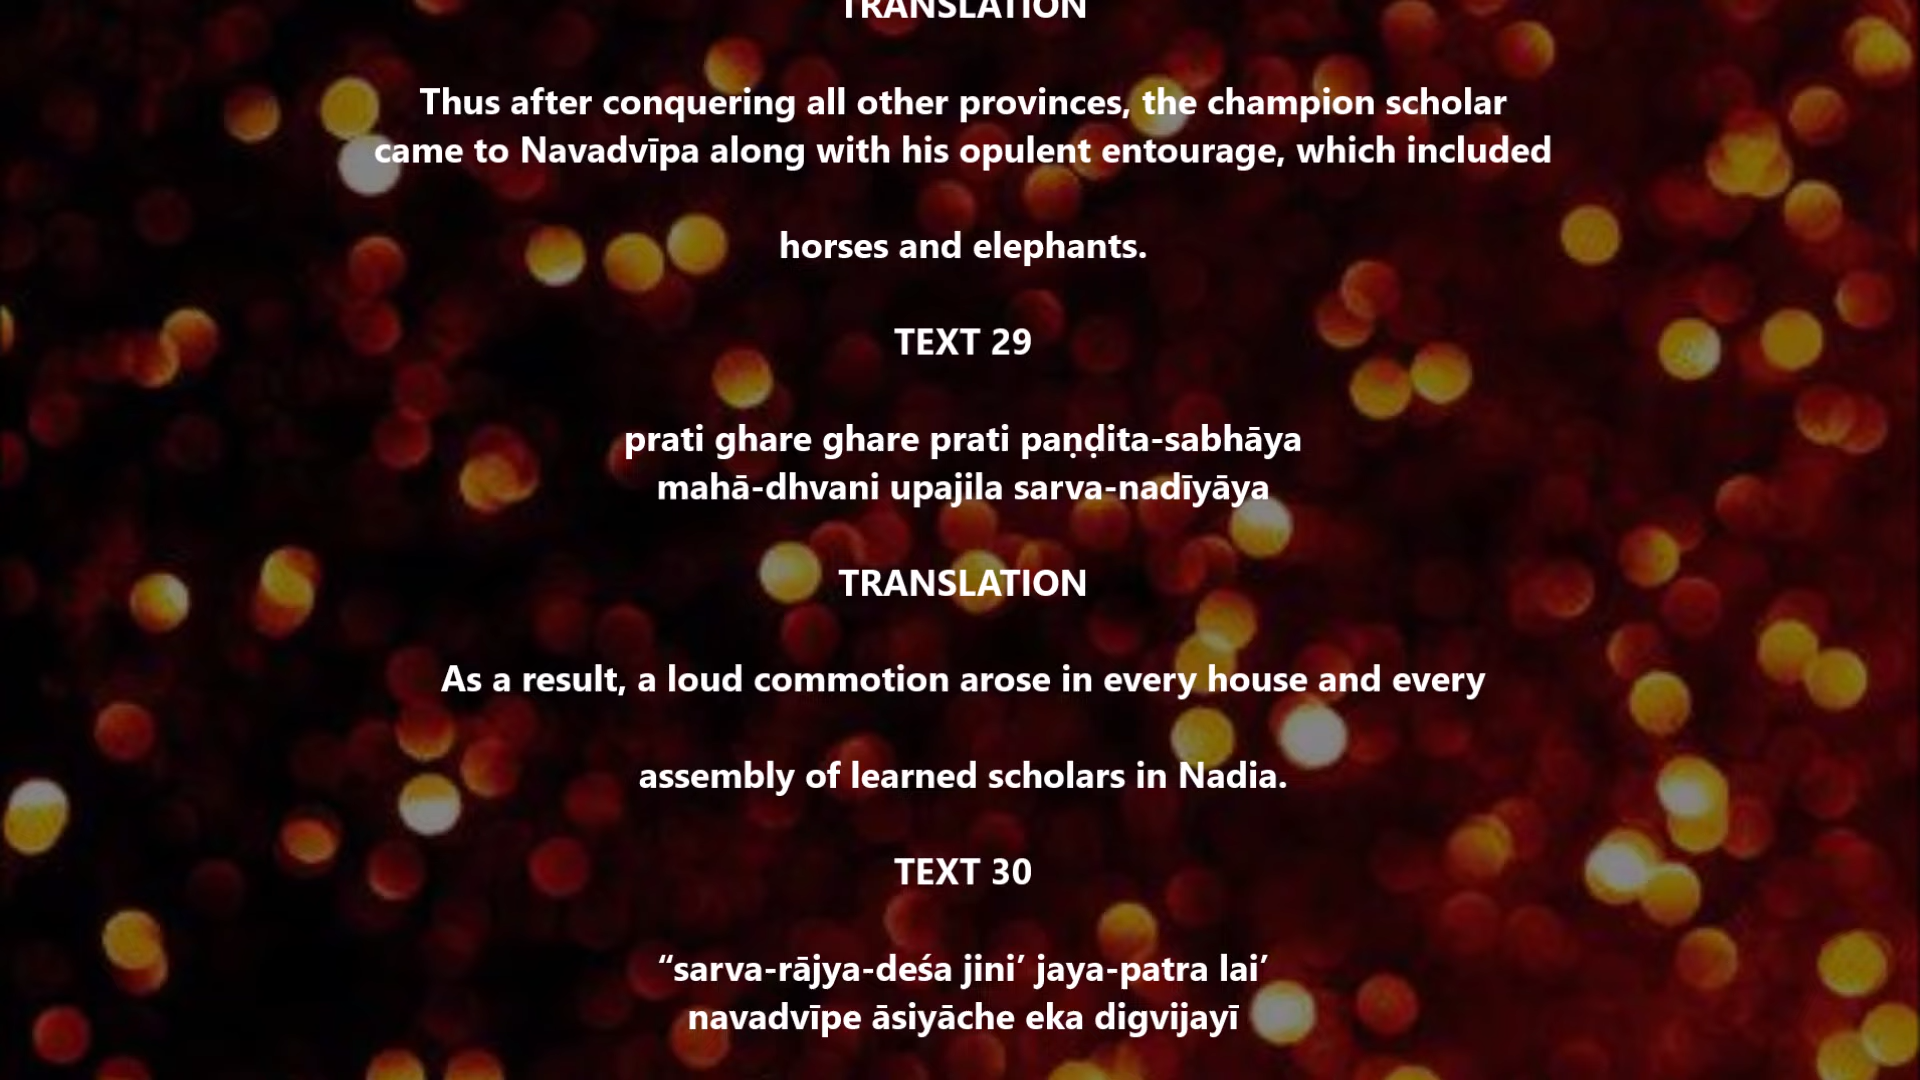 TRANSLATION
Thus after conquering all other provinces, the champion scholar
came to Navadvīpa along with his opulent entourage, which included
horses and elephants.
TEXT 29
prati ghare ghare prati paṇḍita-sabhāya
mahā-dhvani upajila sarva-nadīyāya
TRANSLATION
As a result, a loud commotion arose in every house and every
assembly of learned scholars in Nadia.
TEXT 30
“sarva-rājya-deśa jini’ jaya-patra lai’
navadvīpe āsiyāche eka digvijayī